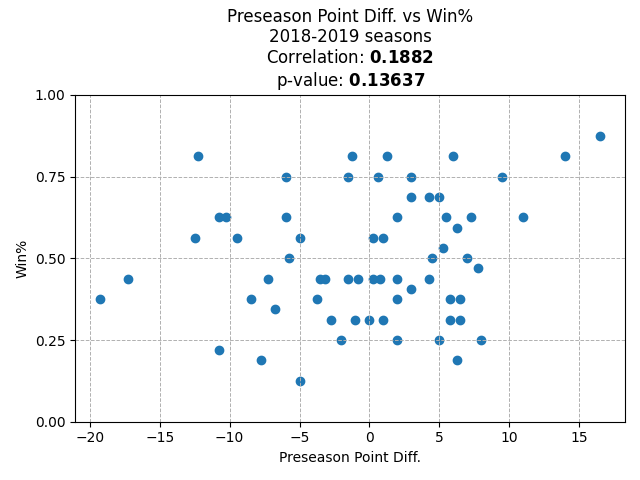 Preseason Point Diff. vs Win%
2018-2019 seasons
Correlation: 0.1882
p-value: 0.13637
1.00
0.75
0.50
0.25
0.00
Win%
−20
−15
−10
−5
0
5
10
15
Preseason Point Diff.